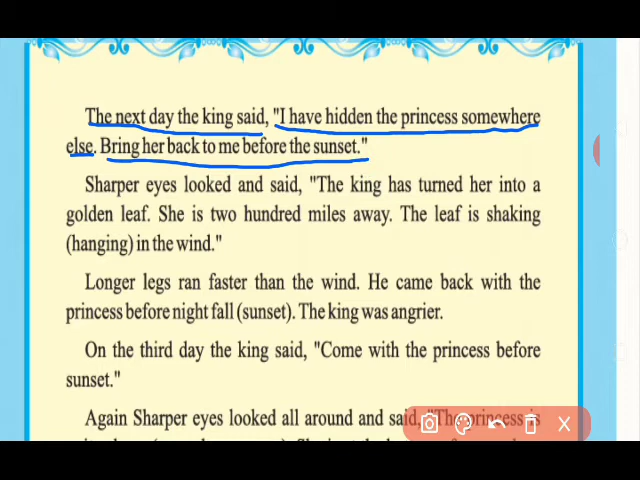 The next day the king said, "I have hidden the princess somewhere
else. Bring her back to me before the sunset."
Sharper eyes looked and said, "The king has turned her into a
golden leaf. She is two hundred miles away. The leaf is shaking
(hanging) in the wind."
Longer legs ran faster than the wind. He came back with the
princess before night fall (sunset). The king was angrier.
On the third day the king said, "Come with the princess before
sunset."
Again Sharper eyes looked all around and said, "The princess is